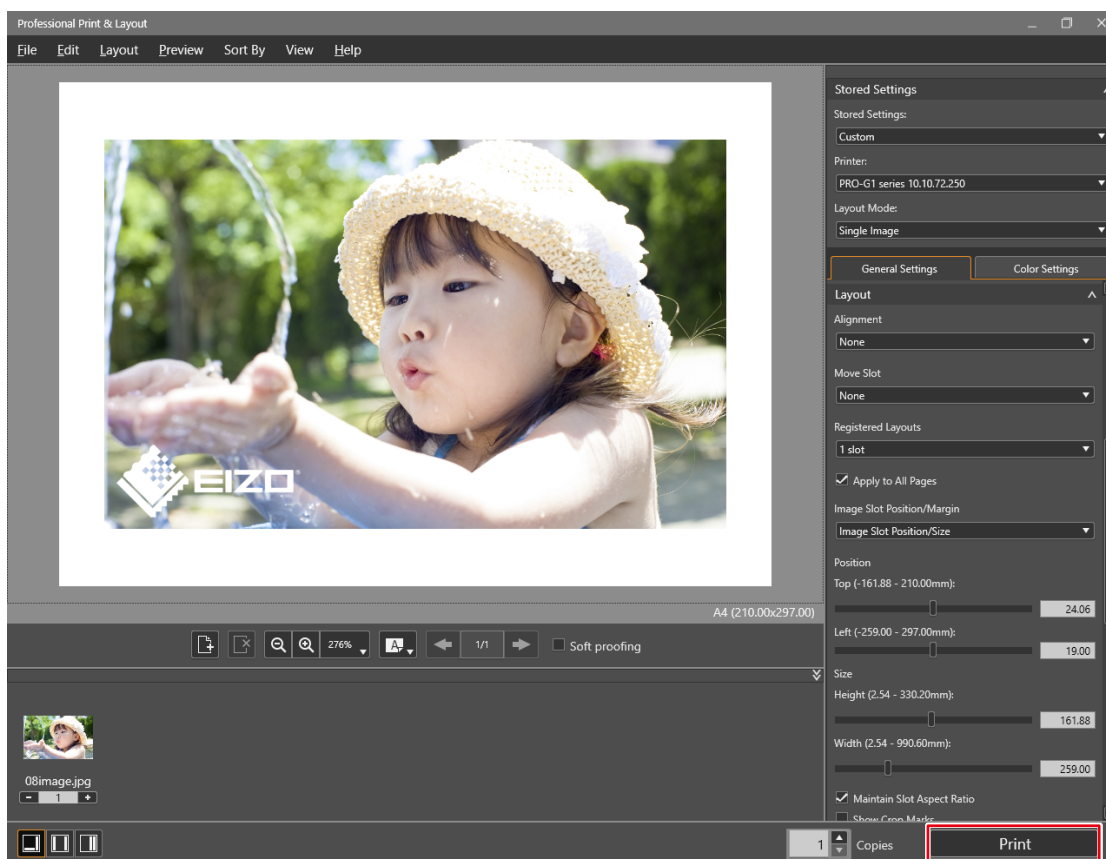 Professional Print & Layout
File Edit Layout Preview Sort By View Help
EIZO
A4 (210.00x297.00)
276%
A
1/1
Soft proofing
08image.jpg
- 1 +
Stored Settings
Stored Settings:
Custom
Printer:
PRO-G1 series 10.10.72.250
Layout Mode:
Single Image
General Settings Color Settings
Layout
Alignment
None
Move Slot
None
Registered Layouts
1 slot
Apply to All Pages
Image Slot Position/Margin
Image Slot Position/Size
Position
Top (-161.88 - 210.00mm):
24.06
Left (-259.00 - 297.00mm):
19.00
Size
Height (2.54 - 330.20mm):
161.88
Width (2.54 - 990.60mm):
259.00
Maintain Slot Aspect Ratio
Show Crop Marks
1 Copies Print